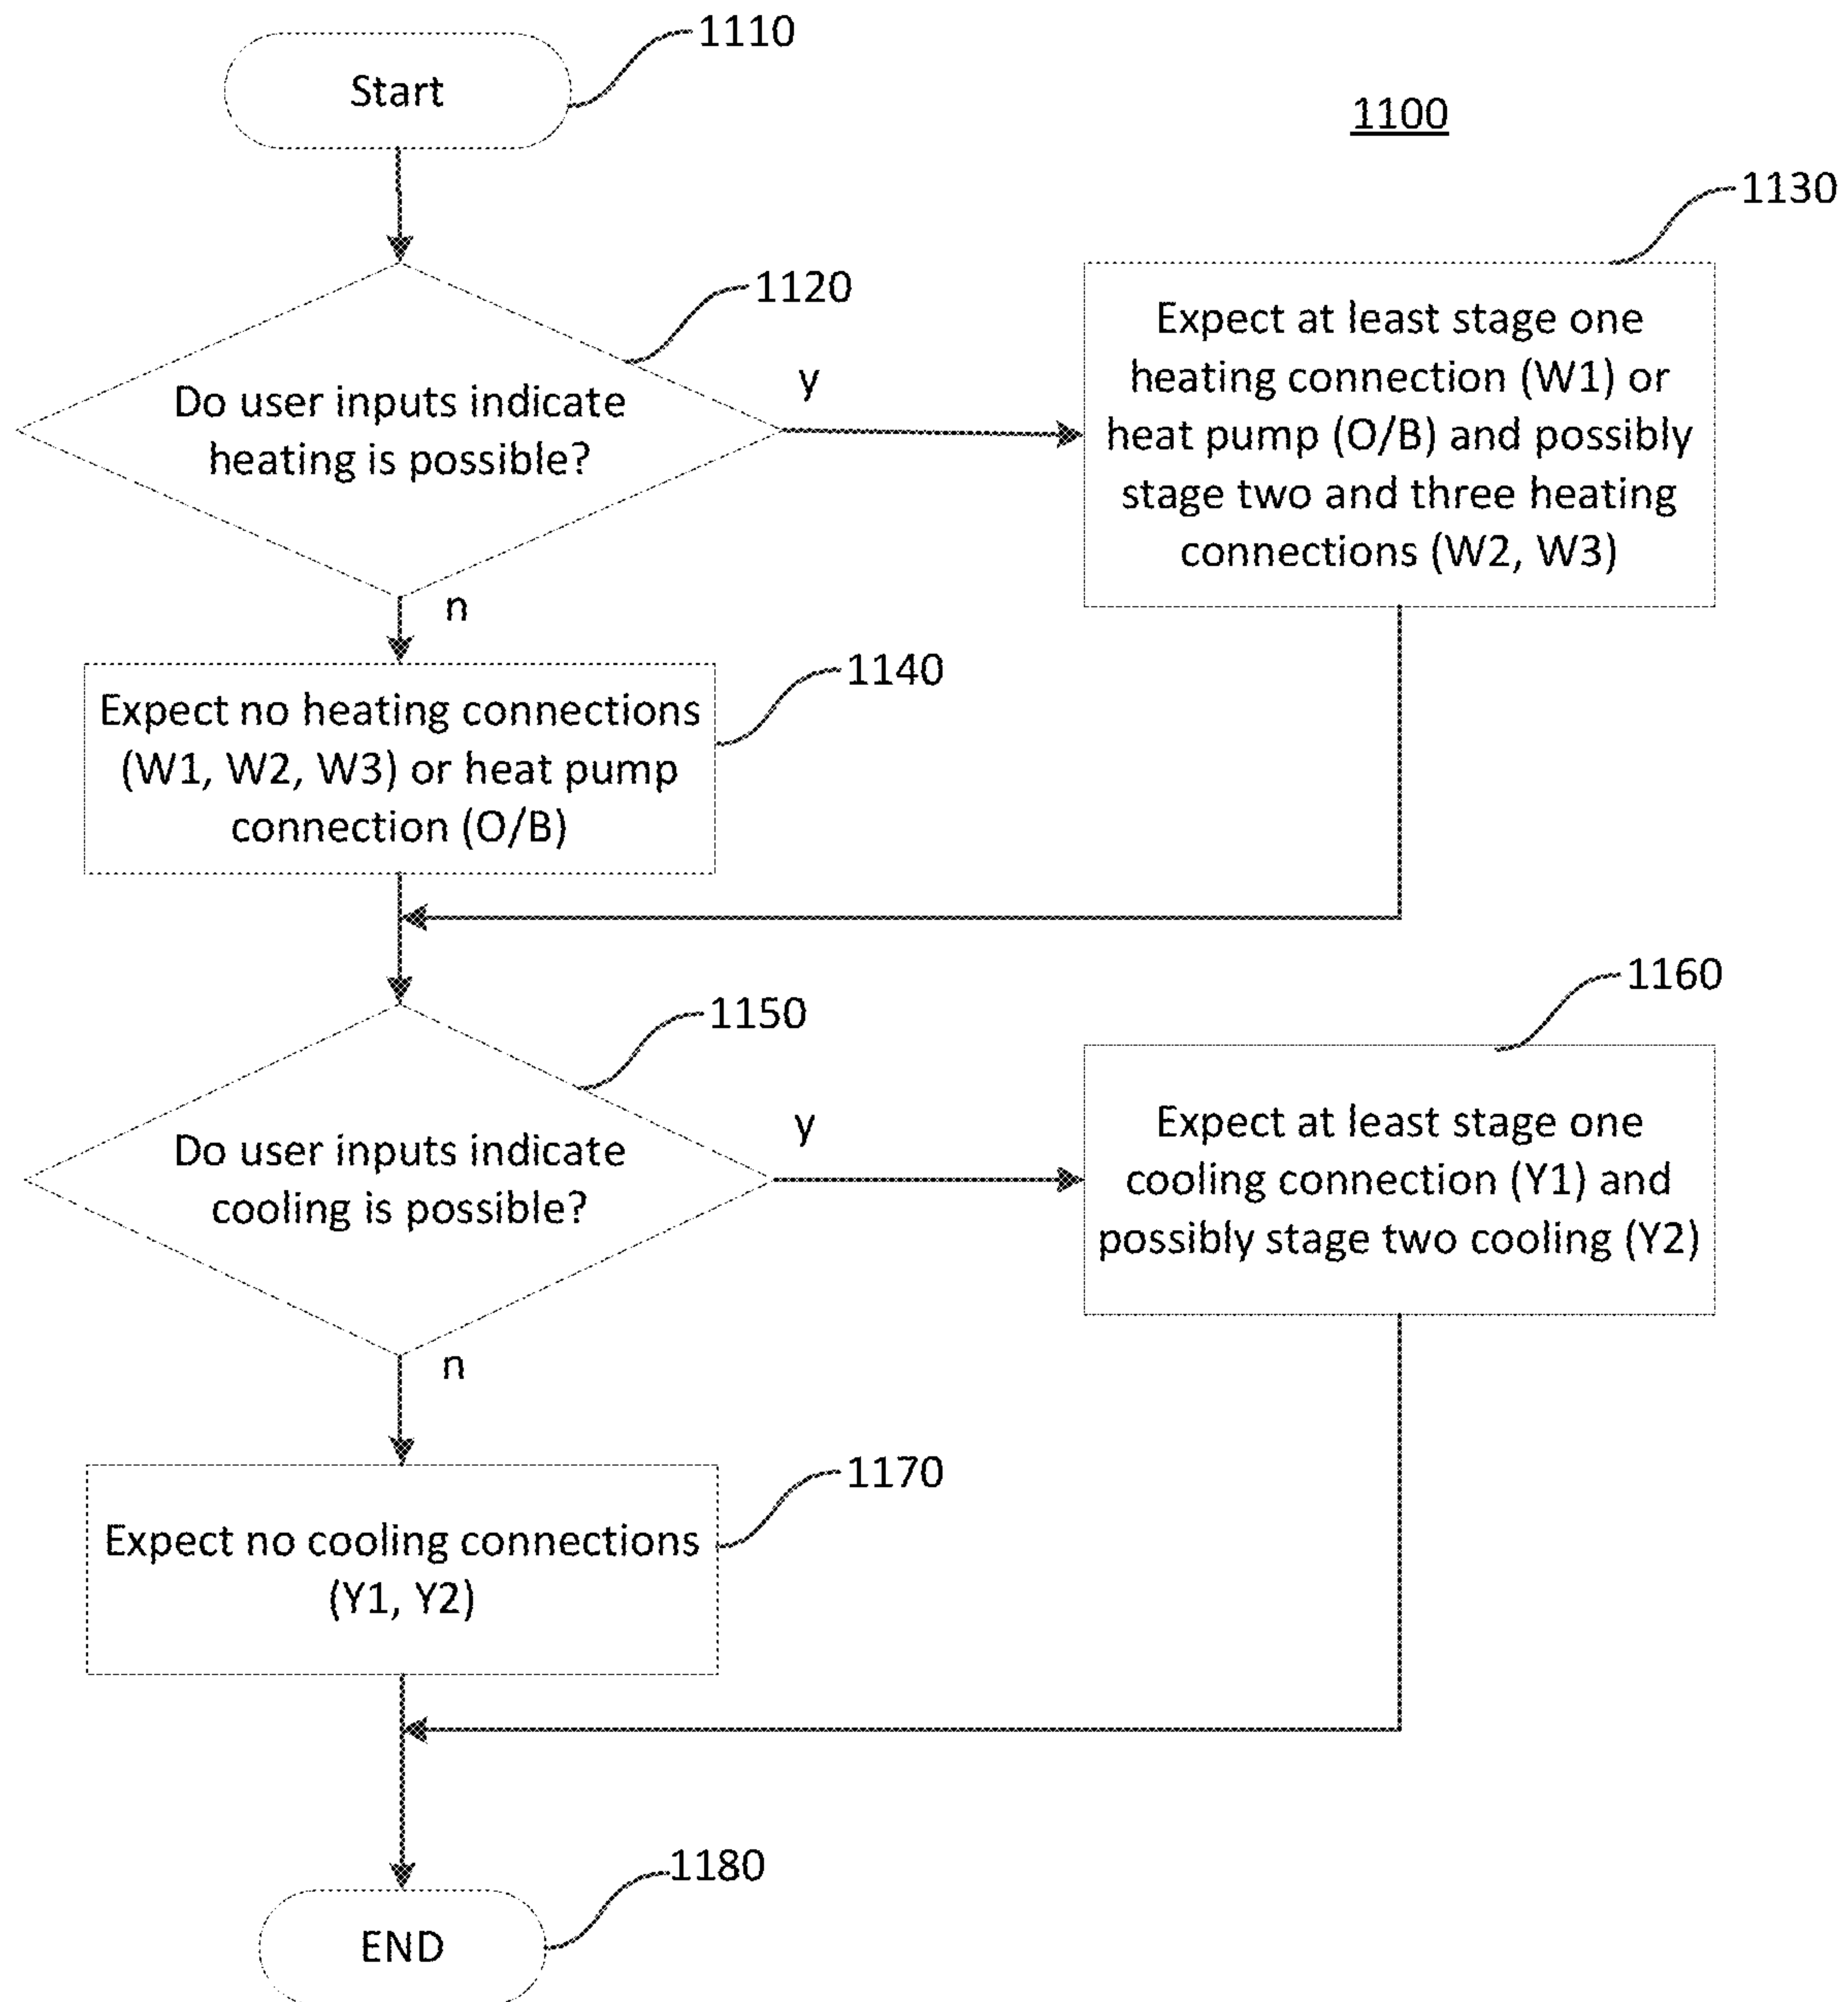 1110
Start
1100
1130
1120
Expect at least stage one
heating connection (W1) or
heat pump (O/B) and possibly
stage two and three heating
connections (W2, W3)
y
Do user inputs indicate
heating is possible?
n
1140
Expect no heating connections
(W1, W2, W3) or heat pump
connection (O/B)
1160
1150
Expect at least stage one
cooling connection (Y1) and
possibly stage two cooling (Y2)
y
Do user inputs indicate
cooling is possible?
n
1170
Expect no cooling connections
(Y1, Y2)
1180
END